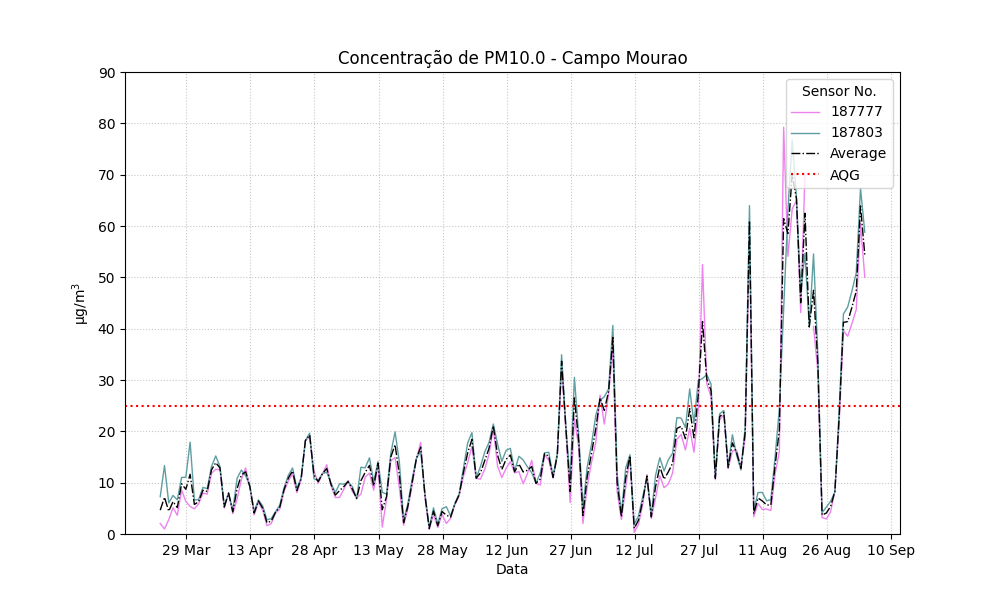 Concentração de PM10.0 - Campo Mourao
90
80
70
60
50
40
30
20
10
0
µg/m³
Sensor No.
187777
187803
Average
AQG
29 Mar 13 Apr 28 Apr 13 May 28 May 12 Jun 27 Jun 12 Jul 27 Jul 11 Aug 26 Aug 10 Sep
Data